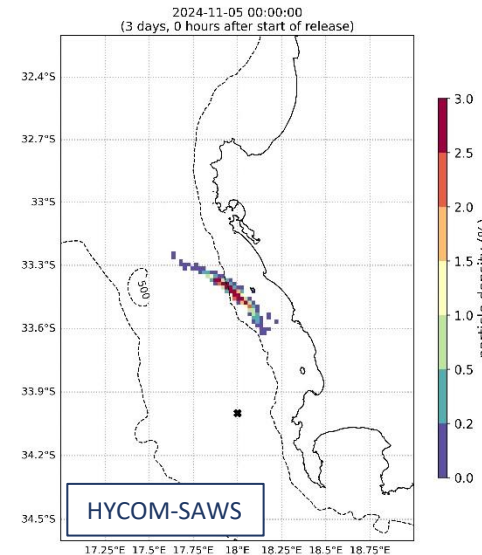 2024-11-05 00:00:00
(3 days, 0 hours after start of release)
32.4°S
32.7°S
33°S
33.3°S
33.6°S
33.9°S
34.2°S
34.5°S
500
HYCOM-SAWS
17.25°E 17.5°E 17.75°E 18°E 18.25°E 18.5°E 18.75°E
3.0
2.5
2.0
1.5
1.0
0.5
0.2
0.0
particle density (%)